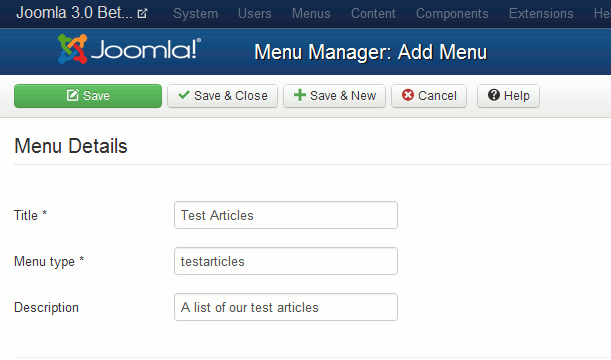 Joomla 3.0 Bet... System Users Menus Content Components Extensions He
Joomla!® Menu Manager: Add Menu
Save Save & Close Save & New Cancel Help
Menu Details
Title * Test Articles
Menu type * testarticles
Description A list of our test articles